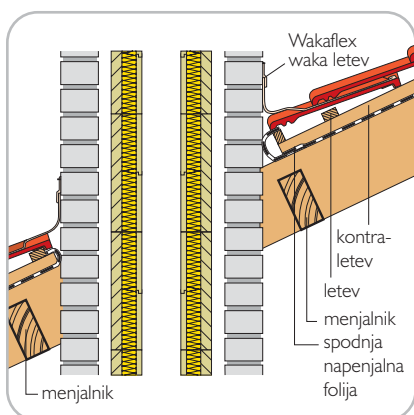 Wakaflex
waka letev
kontra-
letev
letev
menjalnik
spodnja
napenjalna
folija
menjalnik